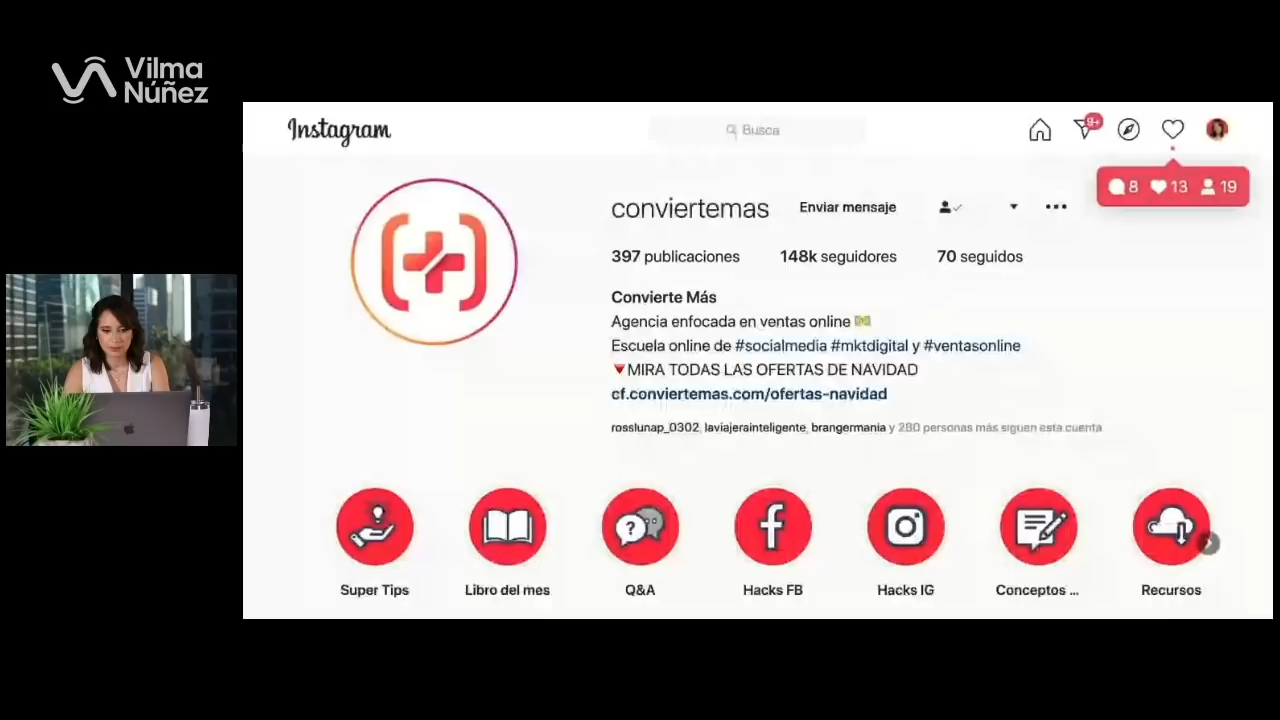 Vilma
Núñez
Instagram
Busca
9+
8 13 19
conviertemas Enviar mensaje
397 publicaciones 148k seguidores 70 seguidos
Convierte Más
Agencia enfocada en ventas online
Escuela online de #socialmedia #mktdigital y #ventasonline
MIRA TODAS LAS OFERTAS DE NAVIDAD
cf.conviertemas.com/ofertas-navidad
rosslunap_0302, laviajerainteligente, brangermania y 280 personas más siguen esta cuenta
Super Tips Libro del mes Q&A Hacks FB Hacks IG Conceptos ... Recursos